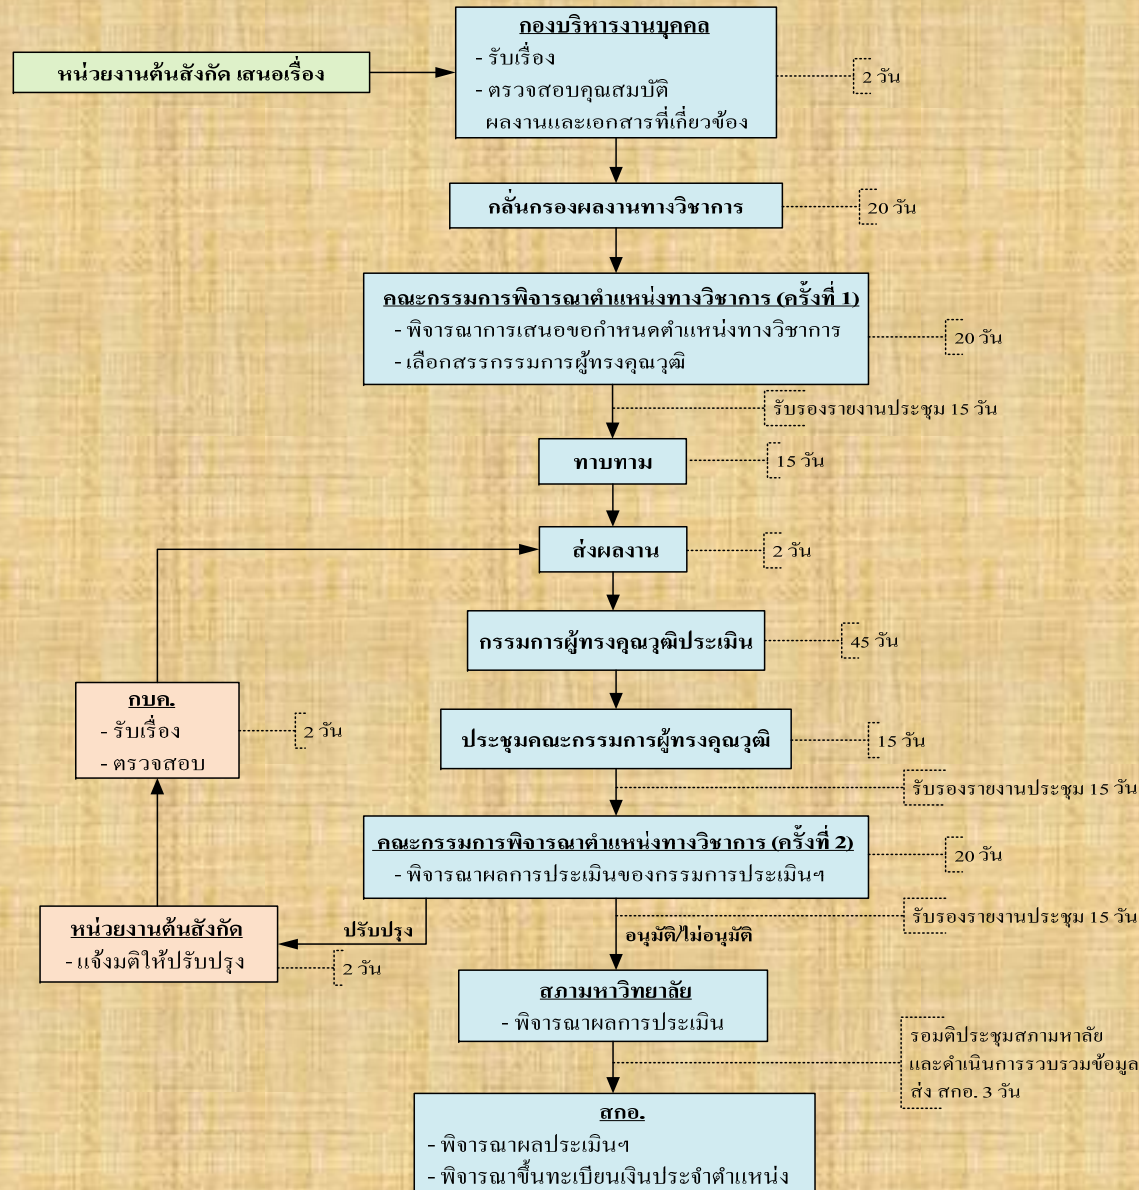 หน่วยงานต้นสังกัด เสนอเรื่อง
กองบริหารงานบุคคล
- รับเรื่อง
- ตรวจสอบคุณสมบัติ
ผลงานและเอกสารที่เกี่ยวข้อง
2 วัน
กลั่นกรองผลงานทางวิชาการ
20 วัน
คณะกรรมการพิจารณาตำแหน่งทางวิชาการ (ครั้งที่ 1)
- พิจารณาการเสนอขอกำหนดตำแหน่งทางวิชาการ
- เลือกสรรกรรมการผู้ทรงคุณวุฒิ
20 วัน
รับรองรายงานประชุม 15 วัน
ทาบทาม
15 วัน
ส่งผลงาน
2 วัน
กรรมการผู้ทรงคุณวุฒิประเมิน
45 วัน
กบค.
- รับเรื่อง
- ตรวจสอบ
2 วัน
ประชุมคณะกรรมการผู้ทรงคุณวุฒิ
15 วัน
รับรองรายงานประชุม 15 วัน
คณะกรรมการพิจารณาตำแหน่งทางวิชาการ (ครั้งที่ 2)
- พิจารณาผลการประเมินของกรรมการประเมินฯ
20 วัน
หน่วยงานต้นสังกัด
- แจ้งมติให้ปรับปรุง
2 วัน
ปรับปรุง
อนุมัติ/ไม่อนุมัติ
รับรองรายงานประชุม 15 วัน
สภามหาวิทยาลัย
- พิจารณาผลการประเมิน
รอมติประชุมสภามหาลัย
และดำเนินการรวบรวมข้อมูล
ส่ง สกอ. 3 วัน
สกอ.
- พิจารณาผลประเมินฯ
- พิจารณาขึ้นทะเบียนเงินประจำตำแหน่ง